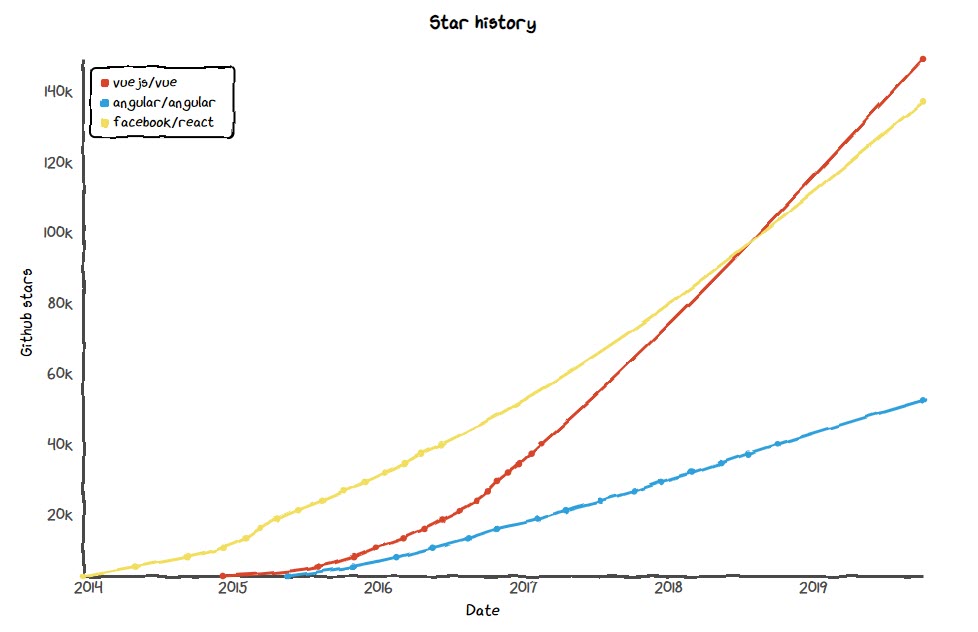 Star history
vuejs/vue
angular/angular
facebook/react
140k
120k
100k
80k
60k
40k
20k
Github stars
2014 2015 2016 2017 2018 2019
Date